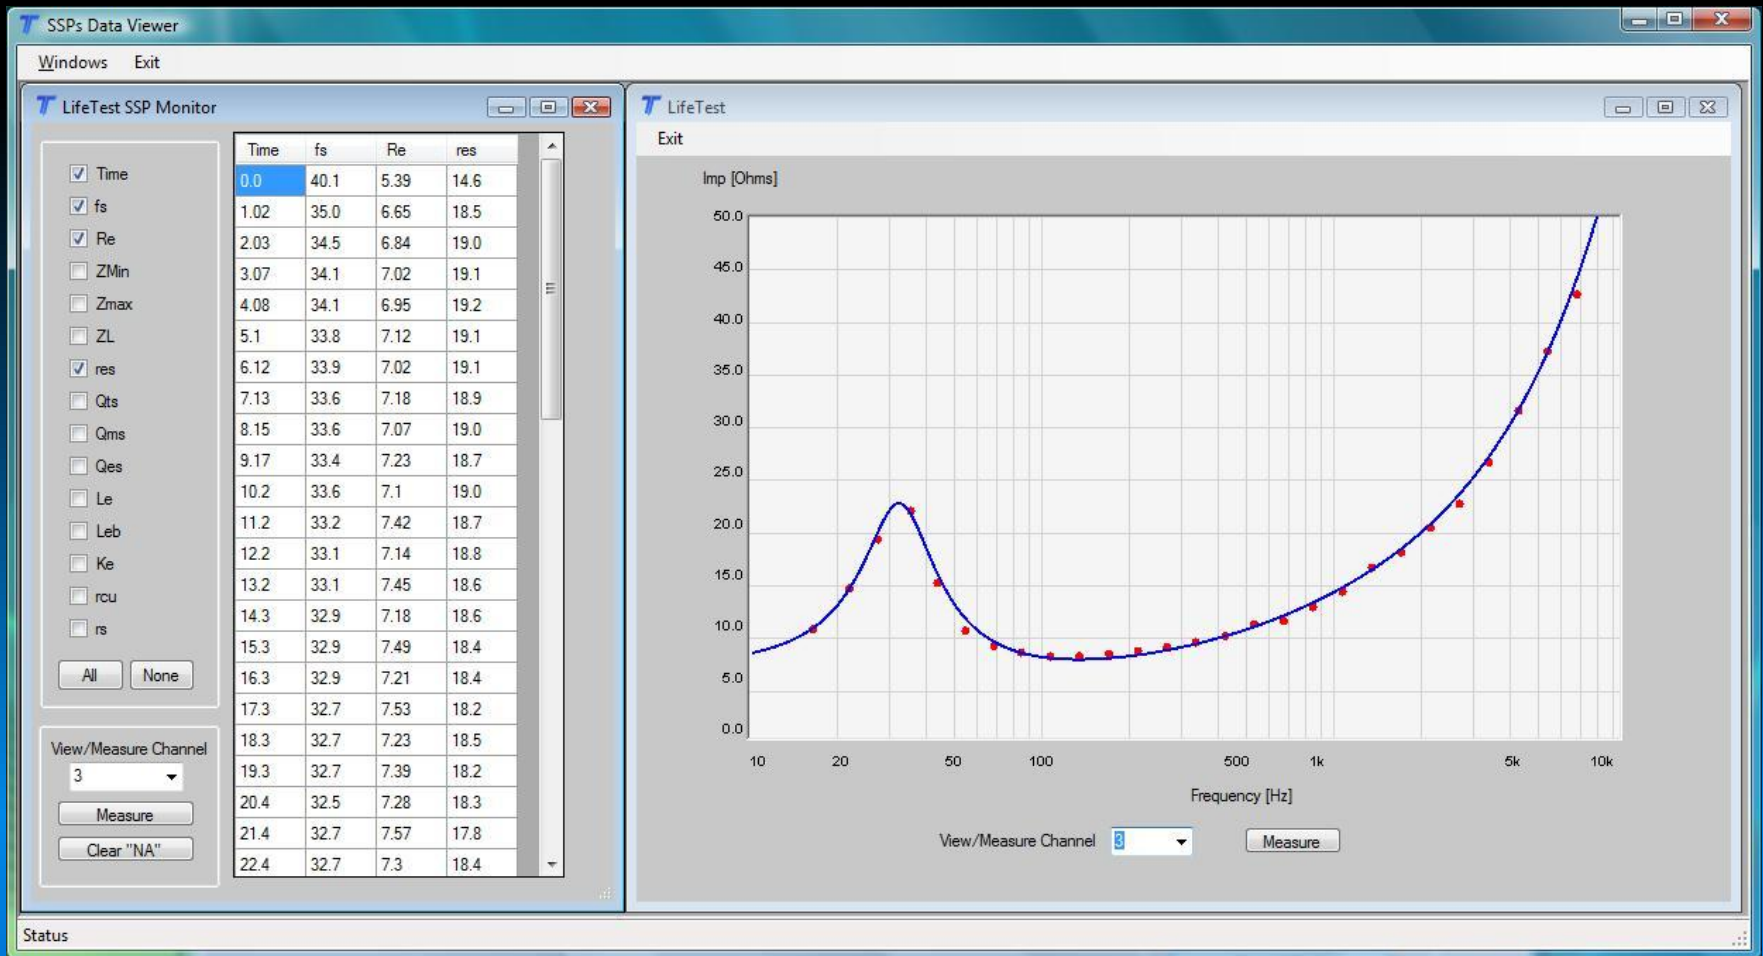 SSPs Data Viewer
Windows Exit
LifeTest SSP Monitor
Time
fs
Re
ZMin
Zmax
ZL
res
Qts
Qms
Qes
Le
Leb
Ke
rcu
rs
All None
View/Measure Channel
3
Measure
Clear "NA"
Time fs Re res
0.0 40.1 5.39 14.6
1.02 35.0 6.65 18.5
2.03 34.5 6.84 19.0
3.07 34.1 7.02 19.1
4.08 34.1 6.95 19.2
5.1 33.8 7.12 19.1
6.12 33.9 7.02 19.1
7.13 33.6 7.18 18.9
8.15 33.6 7.07 19.0
9.17 33.4 7.23 18.7
10.2 33.6 7.1 19.0
11.2 33.2 7.42 18.7
12.2 33.1 7.14 18.8
13.2 33.1 7.45 18.6
14.3 32.9 7.18 18.6
15.3 32.9 7.49 18.4
16.3 32.9 7.21 18.4
17.3 32.7 7.53 18.2
18.3 32.7 7.23 18.5
19.3 32.7 7.39 18.2
20.4 32.5 7.28 18.3
21.4 32.7 7.57 17.8
22.4 32.7 7.3 18.4
LifeTest
Exit
Imp [Ohms]
50.0
45.0
40.0
35.0
30.0
25.0
20.0
15.0
10.0
5.0
0.0
10 20 50 100 500 1k 5k 10k
Frequency [Hz]
View/Measure Channel 3 Measure
Status